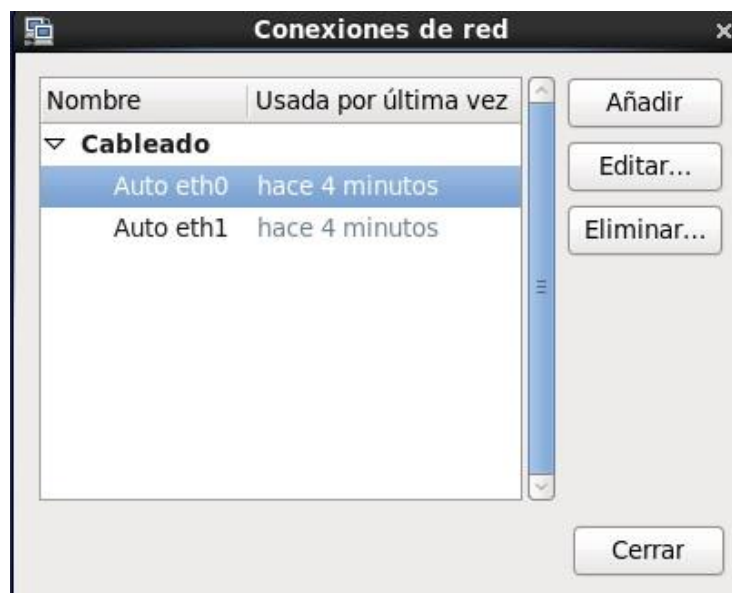 Conexiones de red
Nombre Usada por última vez
Cableado
Auto eth0 hace 4 minutos
Auto eth1 hace 4 minutos
Añadir
Editar...
Eliminar...
Cerrar